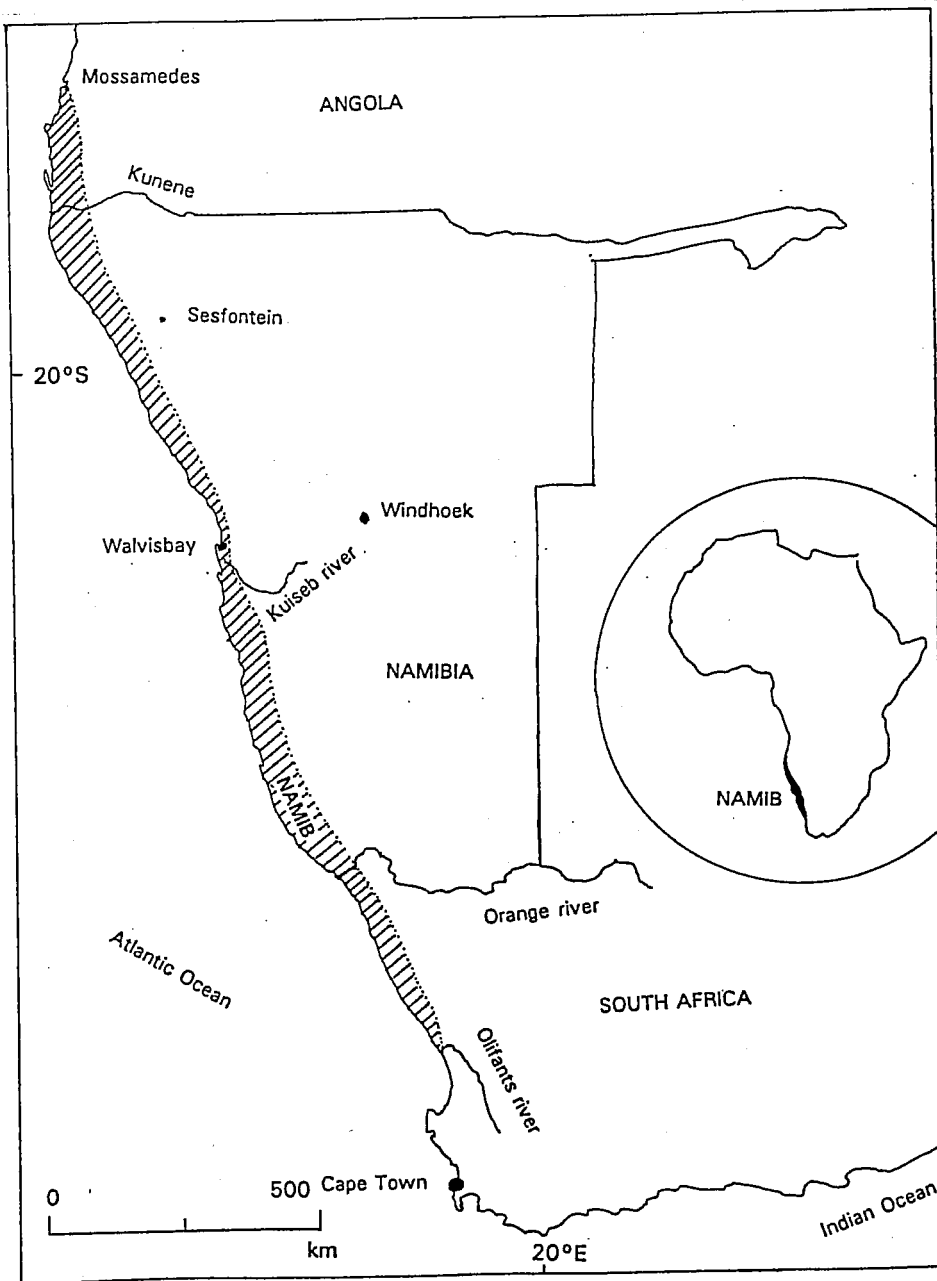 Mossamedes
ANGOLA
Kunene
Sesfontein
20°S
Windhoek
Walvisbay
Kuiseb river
NAMIBIA
NAMIB
NAMIB
Orange river
Atlantic Ocean
SOUTH AFRICA
Olifants river
0
500
Cape Town
km
20°E
Indian Ocean